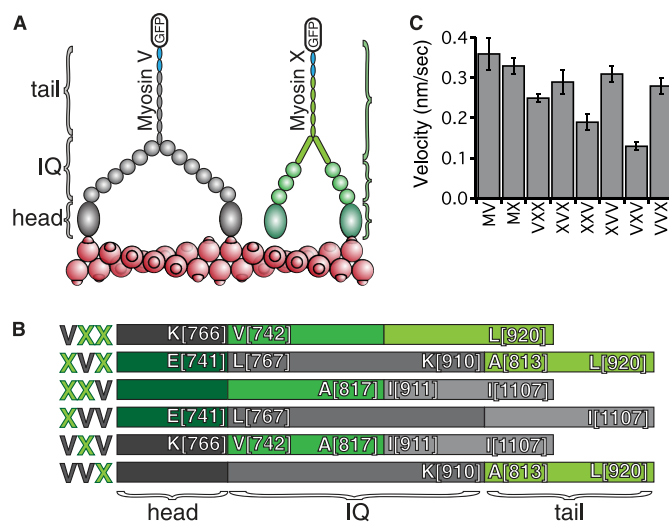 A
GFP
GFP
Myosin V
Myosin X
tail
IQ
head
C
Velocity (nm/sec)
0.4
0.3
0.2
0.1
0.0
MV
MX
VXX
XVX
XXV
XVV
VXV
VVX
B
VXX K[766] V[742] L[920]
XVX E[741] L[767] K[910] A[813] L[920]
XXV A[817] I[911] I[1107]
XVV E[741] L[767] I[1107]
VXV K[766] V[742] A[817] I[911] I[1107]
VVX K[910] A[813] L[920]
head IQ tail